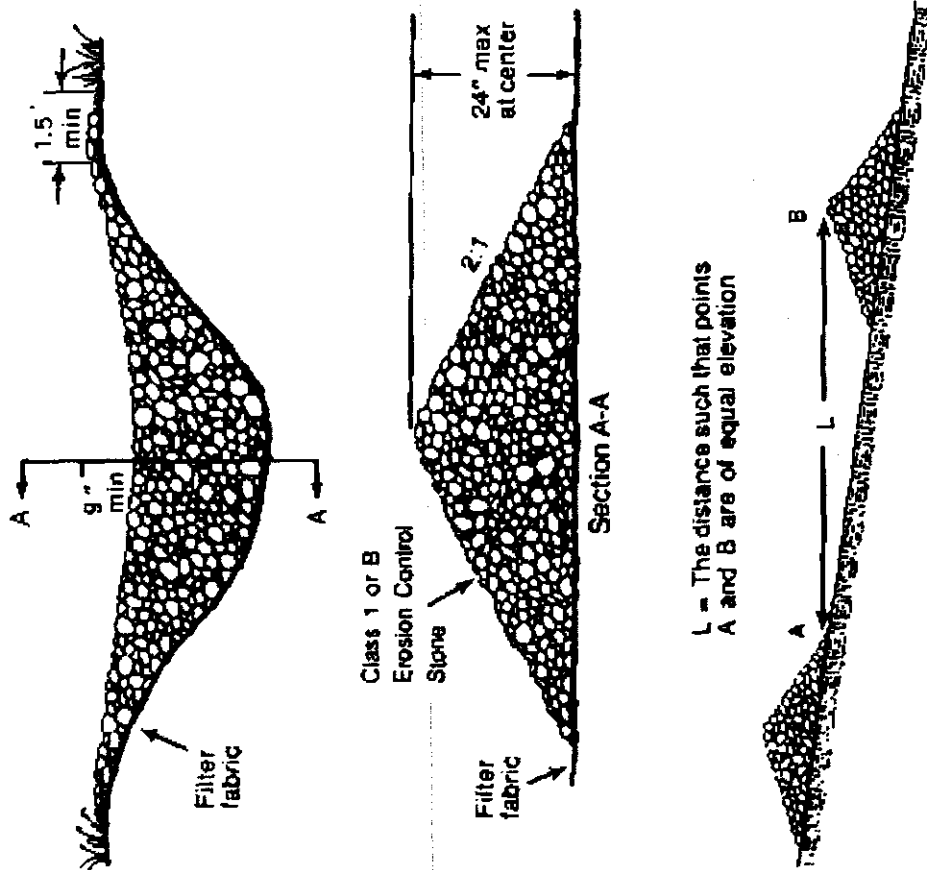 1.5'
min
A
g"
min
A
Filter
fabric
24" max
at center
2:1
Class 1 or B
Erosion Control
Stone
Filter
fabric
Section A-A
L = The distance such that points
A and B are of equal elevation
A
L
B